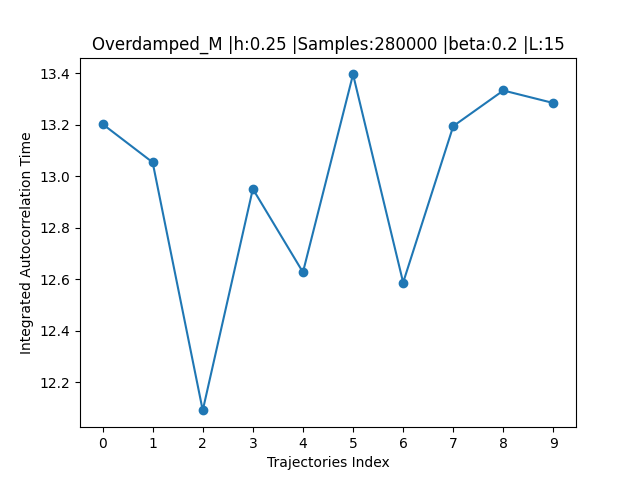 Overdamped_M |h:0.25 |Samples:280000 |beta:0.2 |L:15
Integrated Autocorrelation Time
13.4
13.2
13.0
12.8
12.6
12.4
12.2
0 1 2 3 4 5 6 7 8 9
Trajectories Index